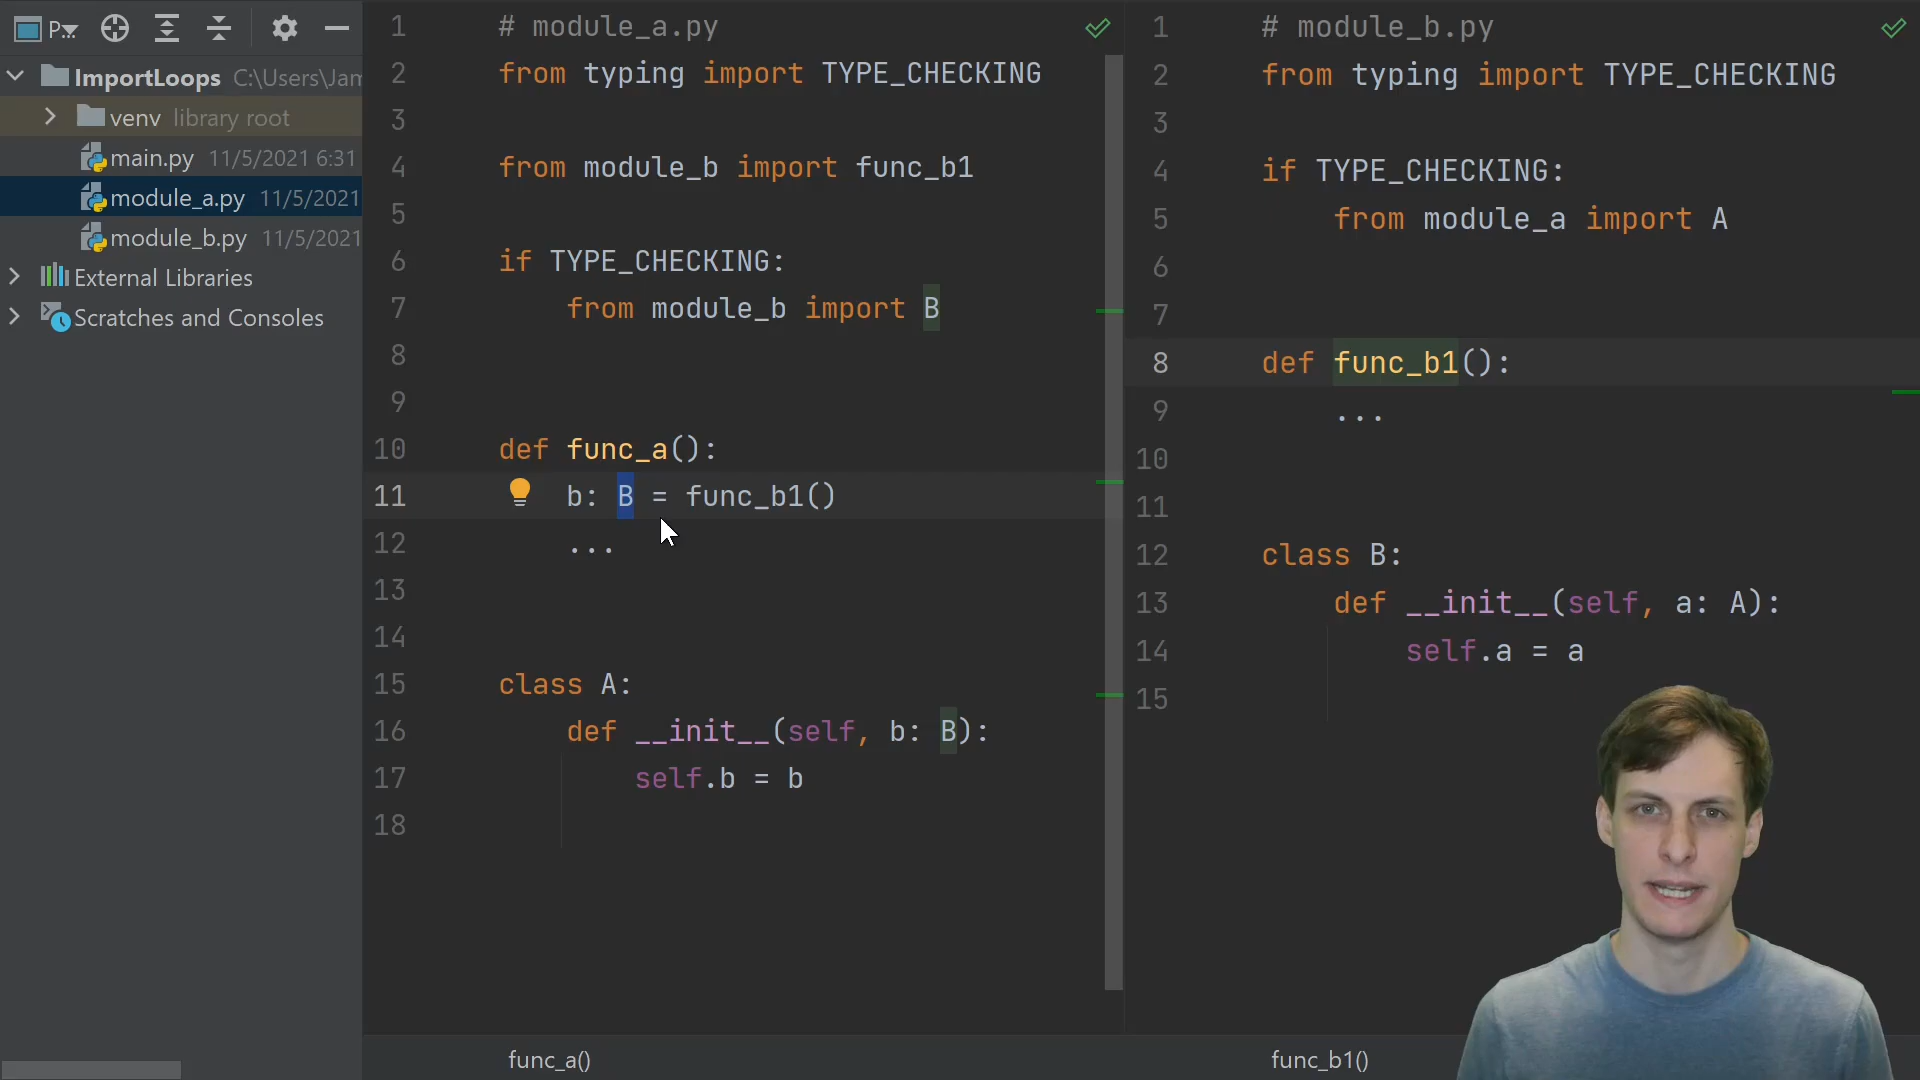 P...
ImportLoops C:\Users\Jam
venv library root
main.py 11/5/2021 6:31
module_a.py 11/5/2021
module_b.py 11/5/2021
External Libraries
Scratches and Consoles
1 # module_a.py
2 from typing import TYPE_CHECKING
3
4 from module_b import func_b1
5
6 if TYPE_CHECKING:
7 from module_b import B
8
9
10 def func_a():
11 b: B = func_b1()
12 ...
13
14
15 class A:
16 def __init__(self, b: B):
17 self.b = b
18
func_a()
1 # module_b.py
2 from typing import TYPE_CHECKING
3
4 if TYPE_CHECKING:
5 from module_a import A
6
7
8 def func_b1():
9 ...
10
11
12 class B:
13 def __init__(self, a: A):
14 self.a = a
15
func_b1()